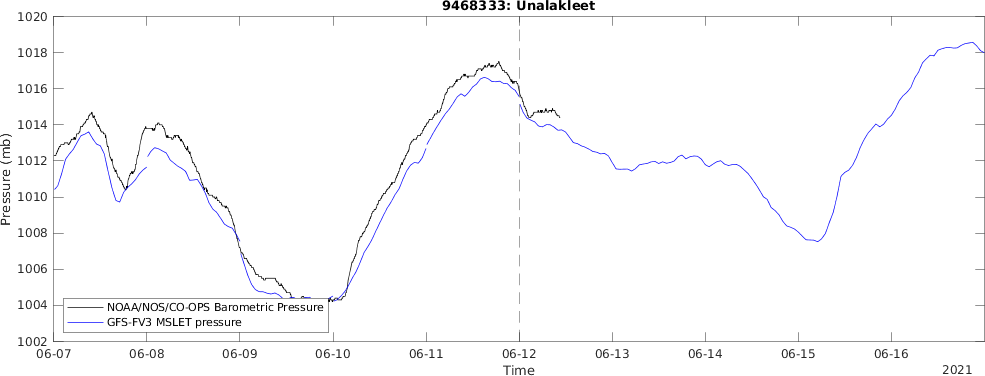 9468333: Unalakleet
1020
1018
1016
1014
1012
1010
1008
1006
1004
1002
Pressure (mb)
NOAA/NOS/CO-OPS Barometric Pressure
GFS-FV3 MSLET pressure
06-07 06-08 06-09 06-10 06-11 06-12 06-13 06-14 06-15 06-16
Time
2021